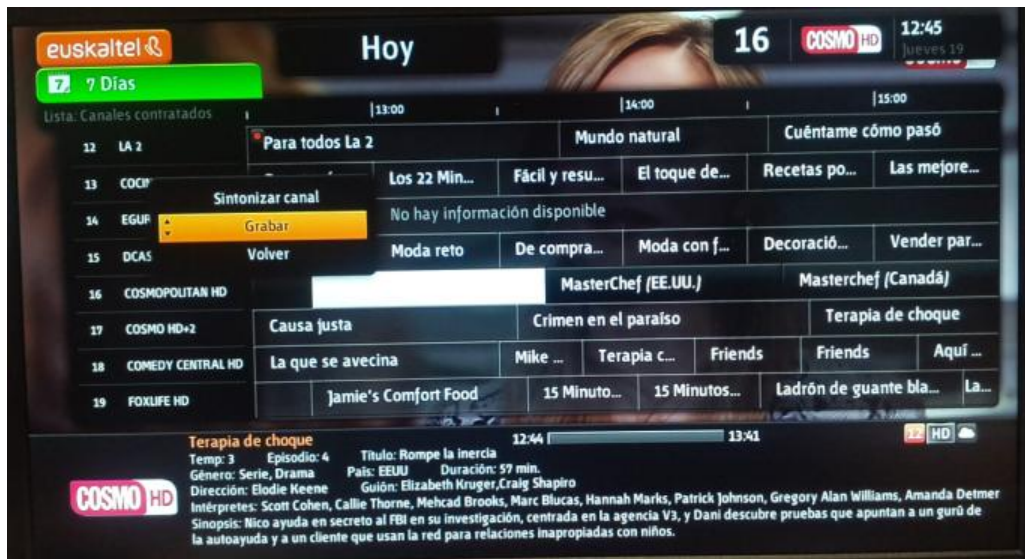 euskaltel
Hoy
16 COSMO HD
12:45
Jueves 19
7 7 Días
Lista: Canales contratados
13:00 14:00 15:00
12 LA 2 Para todos La 2 Mundo natural Cuéntame cómo pasó
13 Los 22 Min... Fácil y resu... El toque de... Recetas po... Las mejore...
Sintonizar canal
14 No hay información disponible
Grabar
15 DCAS Moda reto De compra... Moda con f... Decoració... Vender par...
Volver
16 COSMOPOLITAN HD MasterChef (EE.UU.) Masterchef (Canadá)
17 COSMO HD+2 Causa justa Crimen en el paraíso Terapia de choque
18 COMEDY CENTRAL HD La que se avecina Mike ... Terapia c... Friends Friends Aquí ...
19 FOXLIFE HD Jamie's Comfort Food 15 Minuto... 15 Minutos... Ladrón de guante bla... La...
Terapia de choque 12:44 13:41 12 HD
Temp: 3 Episodio: 4 Título: Rompe la inercia
Género: Serie, Drama País: EEUU Duración: 57 min.
COSMO HD
Dirección: Elodie Keene Guión: Elizabeth Kruger,Craig Shapiro
Intérpretes: Scott Cohen, Callie Thorne, Mehcad Brooks, Marc Blucas, Hannah Marks, Patrick Johnson, Gregory Alan Williams, Amanda Detmer
Sinopsis: Nico ayuda en secreto al FBI en su investigación, centrada en la agencia V3, y Dani descubre pruebas que apuntan a un gurú de
la autoayuda y a un cliente que usan la red para relaciones inapropiadas con niños.